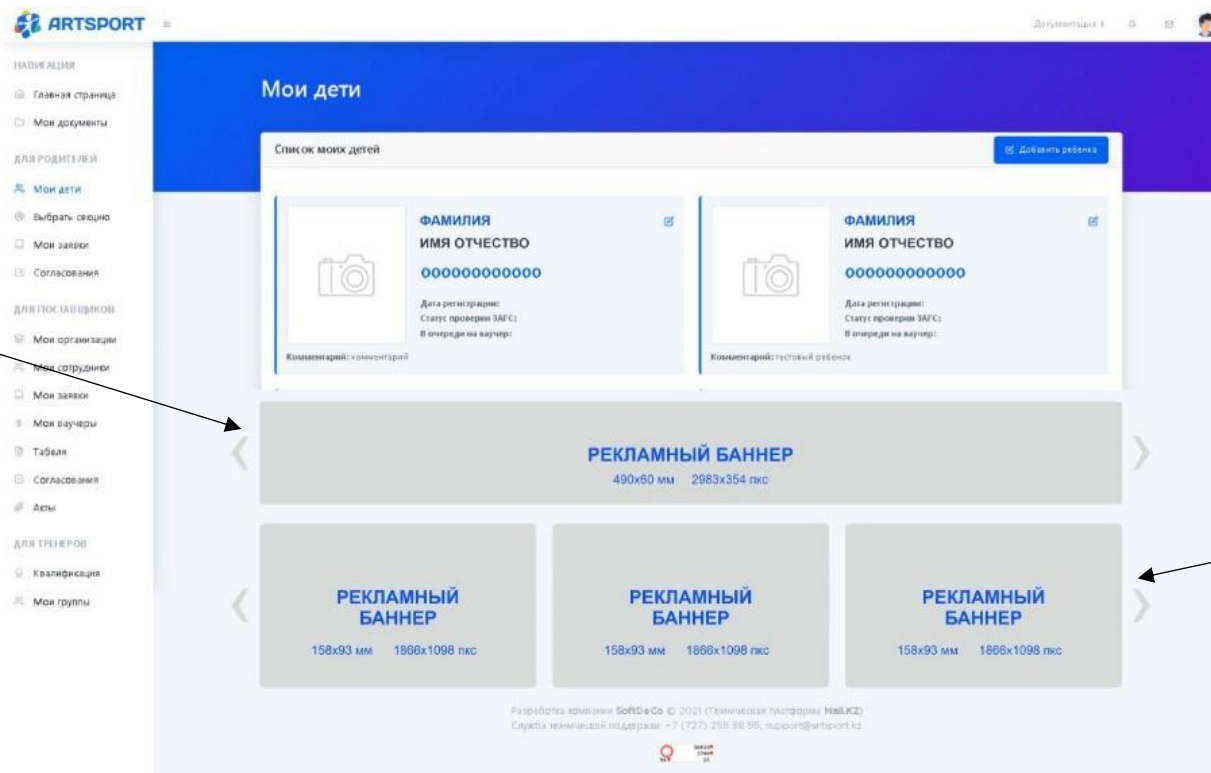 ARTSPORT
Документация
НАВИГАЦИЯ
Главная страница
Мои документы
ДЛЯ РОДИТЕЛЕЙ
Мои дети
Выбрать секцию
Мои заявки
Согласования
ДЛЯ ПОСТАВЩИКОВ
Мои организации
Мои сотрудники
Мои заявки
Мои ваучеры
Табеля
Согласования
Акты
ДЛЯ ТРЕНЕРОВ
Квалификация
Мои группы
Мои дети
Список моих детей
Добавить ребенка
ФАМИЛИЯ
ИМЯ ОТЧЕСТВО
000000000000
Дата регистрации:
Статус проверки ЗАГС:
В очереди на ваучер:
Комментарий: комментарий
ФАМИЛИЯ
ИМЯ ОТЧЕСТВО
000000000000
Дата регистрации:
Статус проверки ЗАГС:
В очереди на ваучер:
Комментарий: тестовый ребенок
РЕКЛАМНЫЙ БАННЕР
490х60 мм 2983х354 пкс
РЕКЛАМНЫЙ
БАННЕР
158х93 мм 1866х1098 пкс
РЕКЛАМНЫЙ
БАННЕР
158х93 мм 1866х1098 пкс
РЕКЛАМНЫЙ
БАННЕР
158х93 мм 1866х1098 пкс
Разработка компании SoftDeCo © 2021 (Техническая платформа Mail.KZ)
Служба технической поддержки +7 (727) 258 88 55, support@artsport.kz